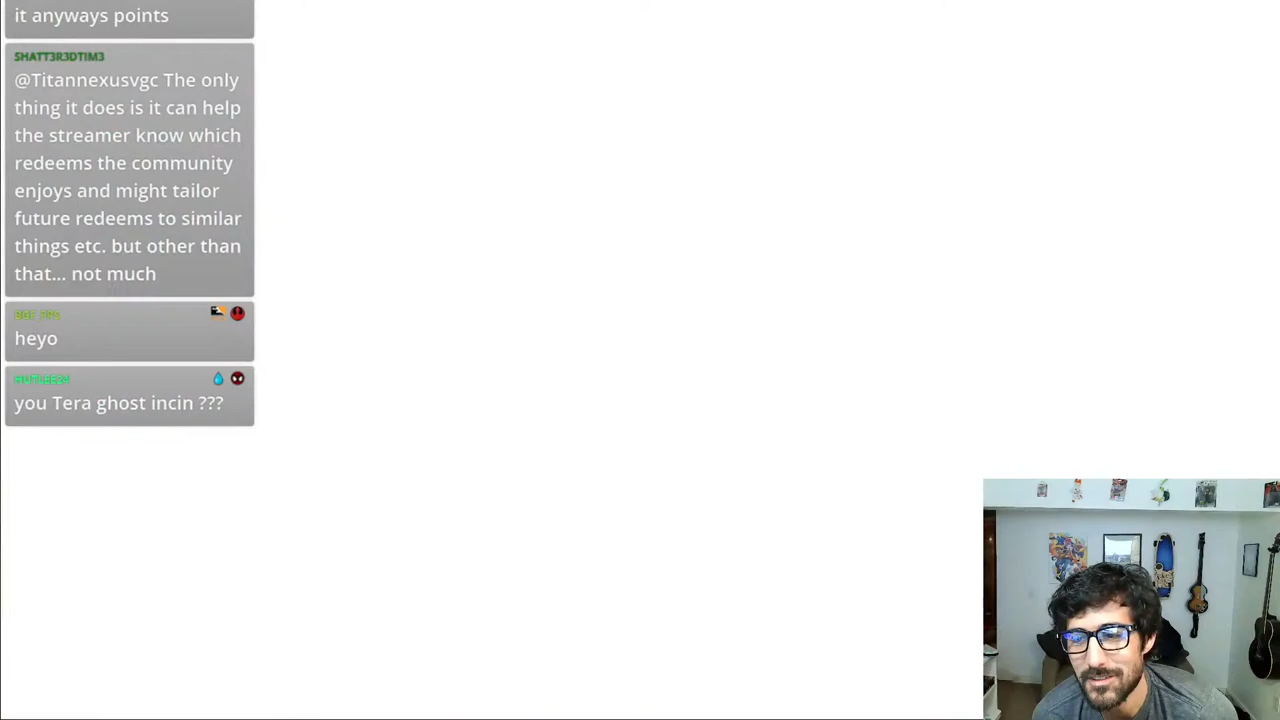 it anyways points
SHATT3R3DTIM3
@Titannexusvgc The only
thing it does is it can help
the streamer know which
redeems the community
enjoys and might tailor
future redeems to similar
things etc. but other than
that... not much
heyo
HUTLEE24
you Tera ghost incin ???